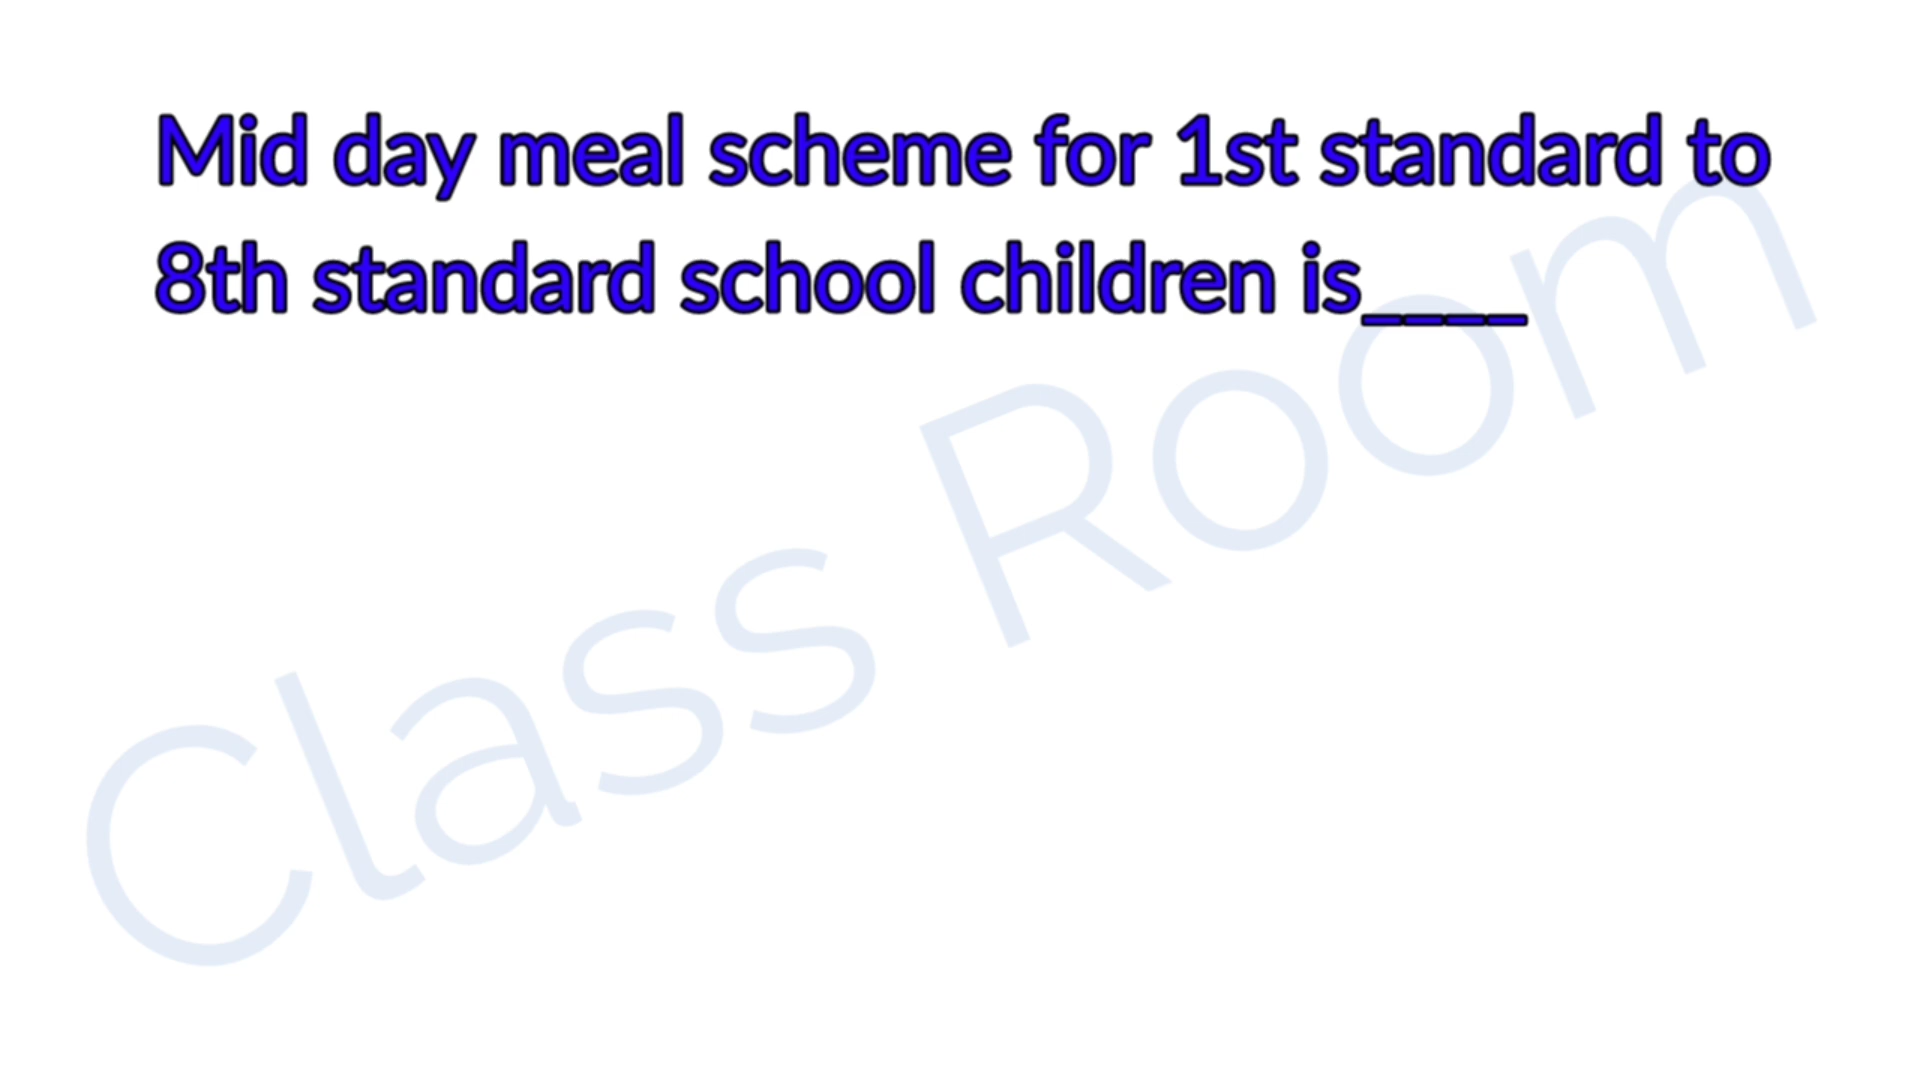 Mid day meal scheme for 1st standard to
8th standard school children is____
Class Room